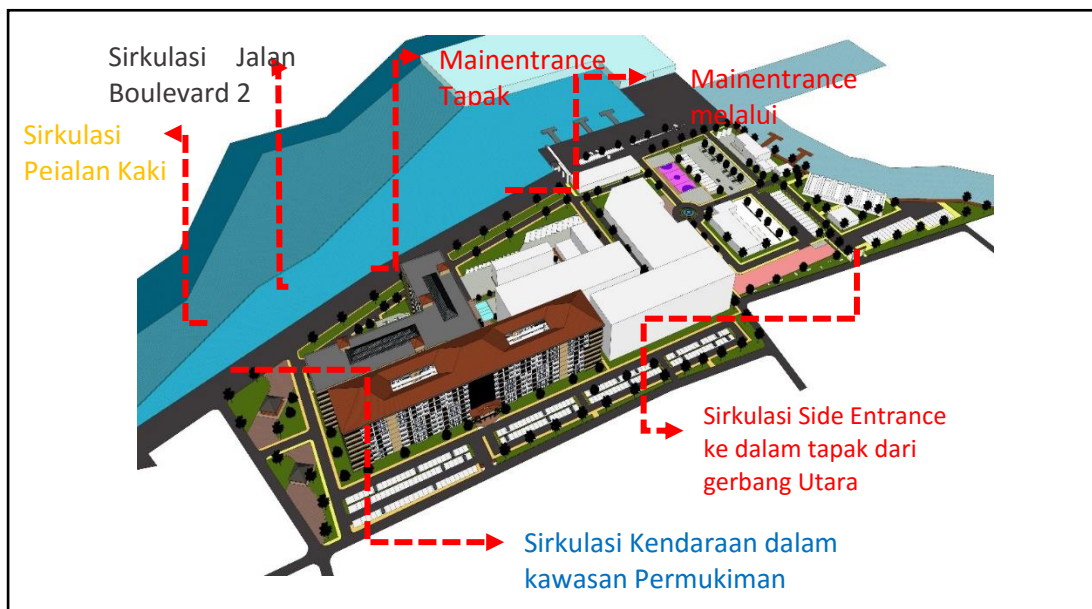 Sirkulasi Jalan
Boulevard 2
Sirkulasi
Pejalan Kaki
Mainentrance
Tapak
Mainentrance
melalui
Sirkulasi Side Entrance
ke dalam tapak dari
gerbang Utara
Sirkulasi Kendaraan dalam
kawasan Permukiman